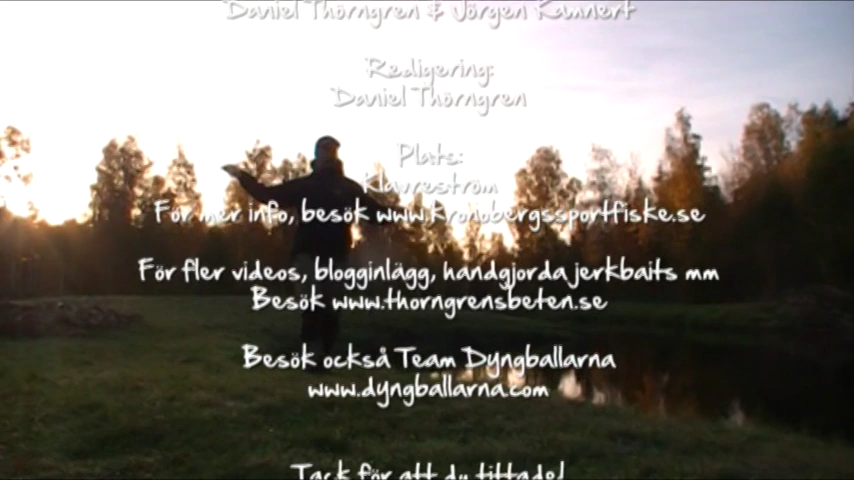 Daniel Thörngren & Jörgen Kamnert
Redigering:
Daniel Thörngren
Plats:
Klavreström
För mer info, besök www.kronobergssportfiske.se
För fler videos, blogginlägg, handgjorda jerkbaits mm
Besök www.thorngrensbeten.se
Besök också Team Dyngballarna
www.dyngballarna.com
Tack för att du tittade!